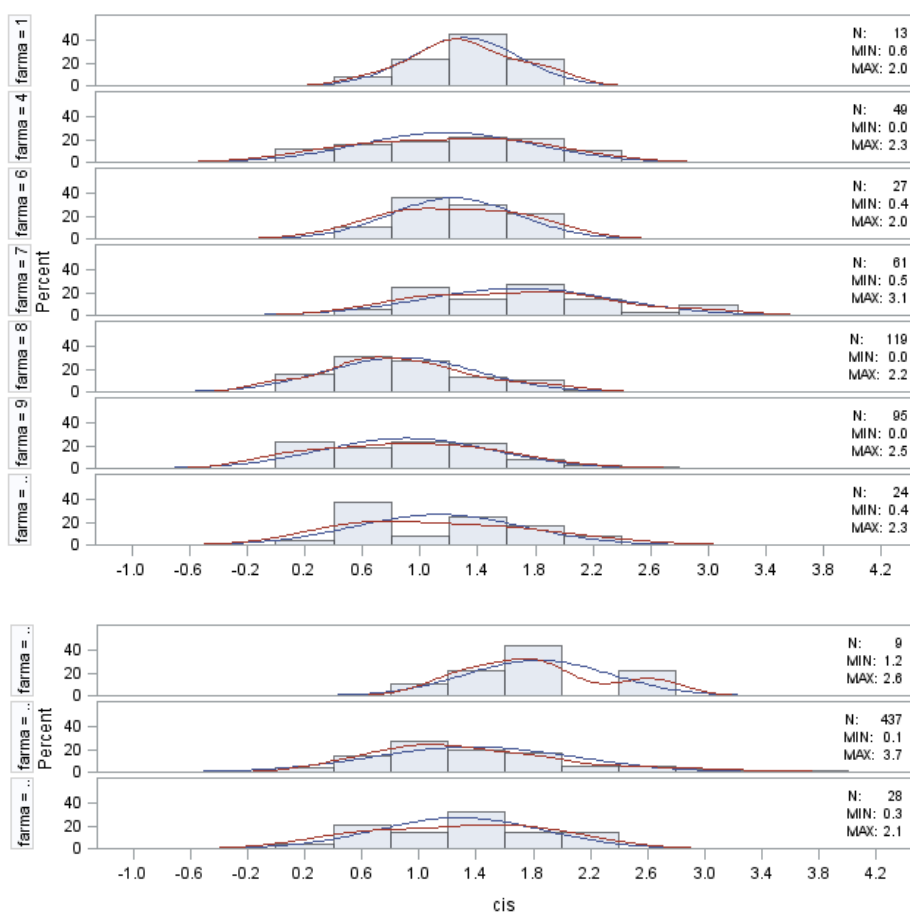 farma = 1
40
20
0
N: 13
MIN: 0.6
MAX: 2.0
farma = 4
40
20
0
N: 49
MIN: 0.0
MAX: 2.3
farma = 6
40
20
0
N: 27
MIN: 0.4
MAX: 2.0
farma = 7
Percent
40
20
0
N: 61
MIN: 0.5
MAX: 3.1
farma = 8
40
20
0
N: 119
MIN: 0.0
MAX: 2.2
farma = 9
40
20
0
N: 95
MIN: 0.0
MAX: 2.5
farma = ..
40
20
0
N: 24
MIN: 0.4
MAX: 2.3
-1.0 -0.6 -0.2 0.2 0.6 1.0 1.4 1.8 2.2 2.6 3.0 3.4 3.8 4.2
farma = ..
40
20
0
N: 9
MIN: 1.2
MAX: 2.6
farma = ..
Percent
40
20
0
N: 437
MIN: 0.1
MAX: 3.7
farma = ..
40
20
0
N: 28
MIN: 0.3
MAX: 2.1
-1.0 -0.6 -0.2 0.2 0.6 1.0 1.4 1.8 2.2 2.6 3.0 3.4 3.8 4.2
cis